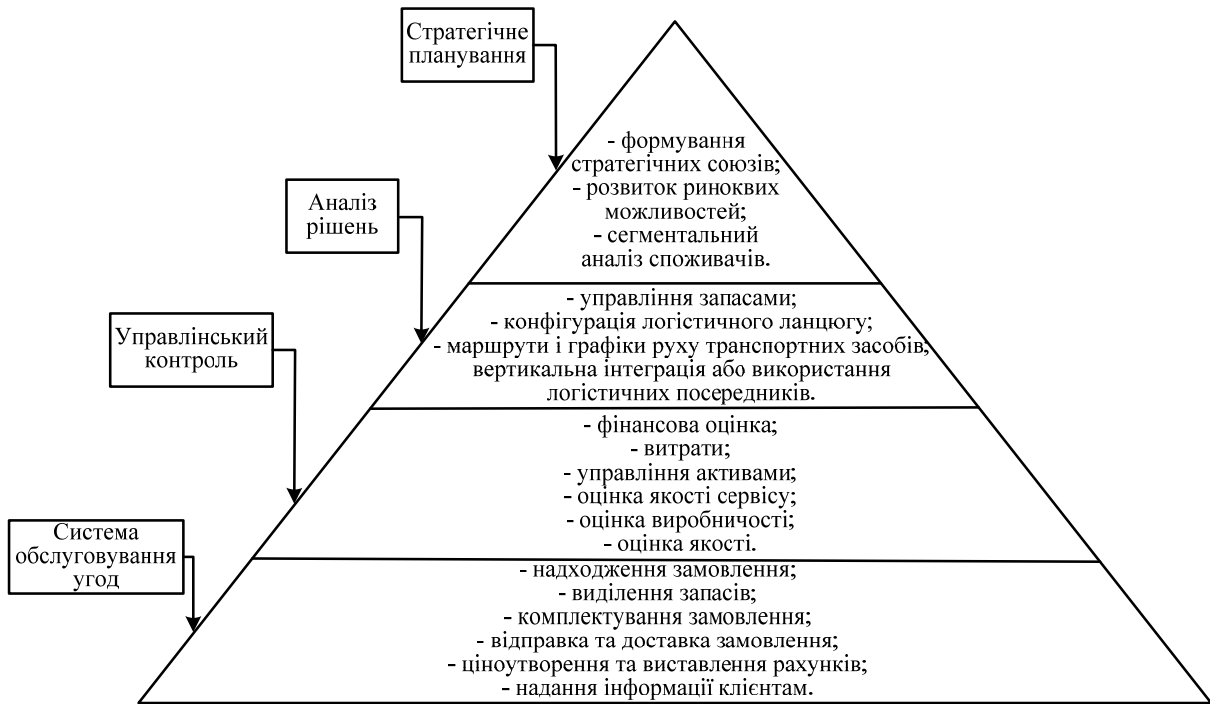 Стратегічне
планування
- формування
стратегічних союзів;
- розвиток риноквих
можливостей;
- сегментальний
аналіз споживачів.
Аналіз
рішень
- управління запасами;
- конфігурація логістичного ланцюгу;
- маршрути і графіки руху транспортних засобів;
вертикальна інтеграція або використання
логістичних посередників.
Управлінський
контроль
- фінансова оцінка;
- витрати;
- управління активами;
- оцінка якості сервісу;
- оцінка виробничості;
- оцінка якості.
Система
обслуговування
угод
- надходження замовлення;
- виділення запасів;
- комплектування замовлення;
- відправка та доставка замовлення;
- ціноутворення та виставлення рахунків;
- надання інформації клієнтам.